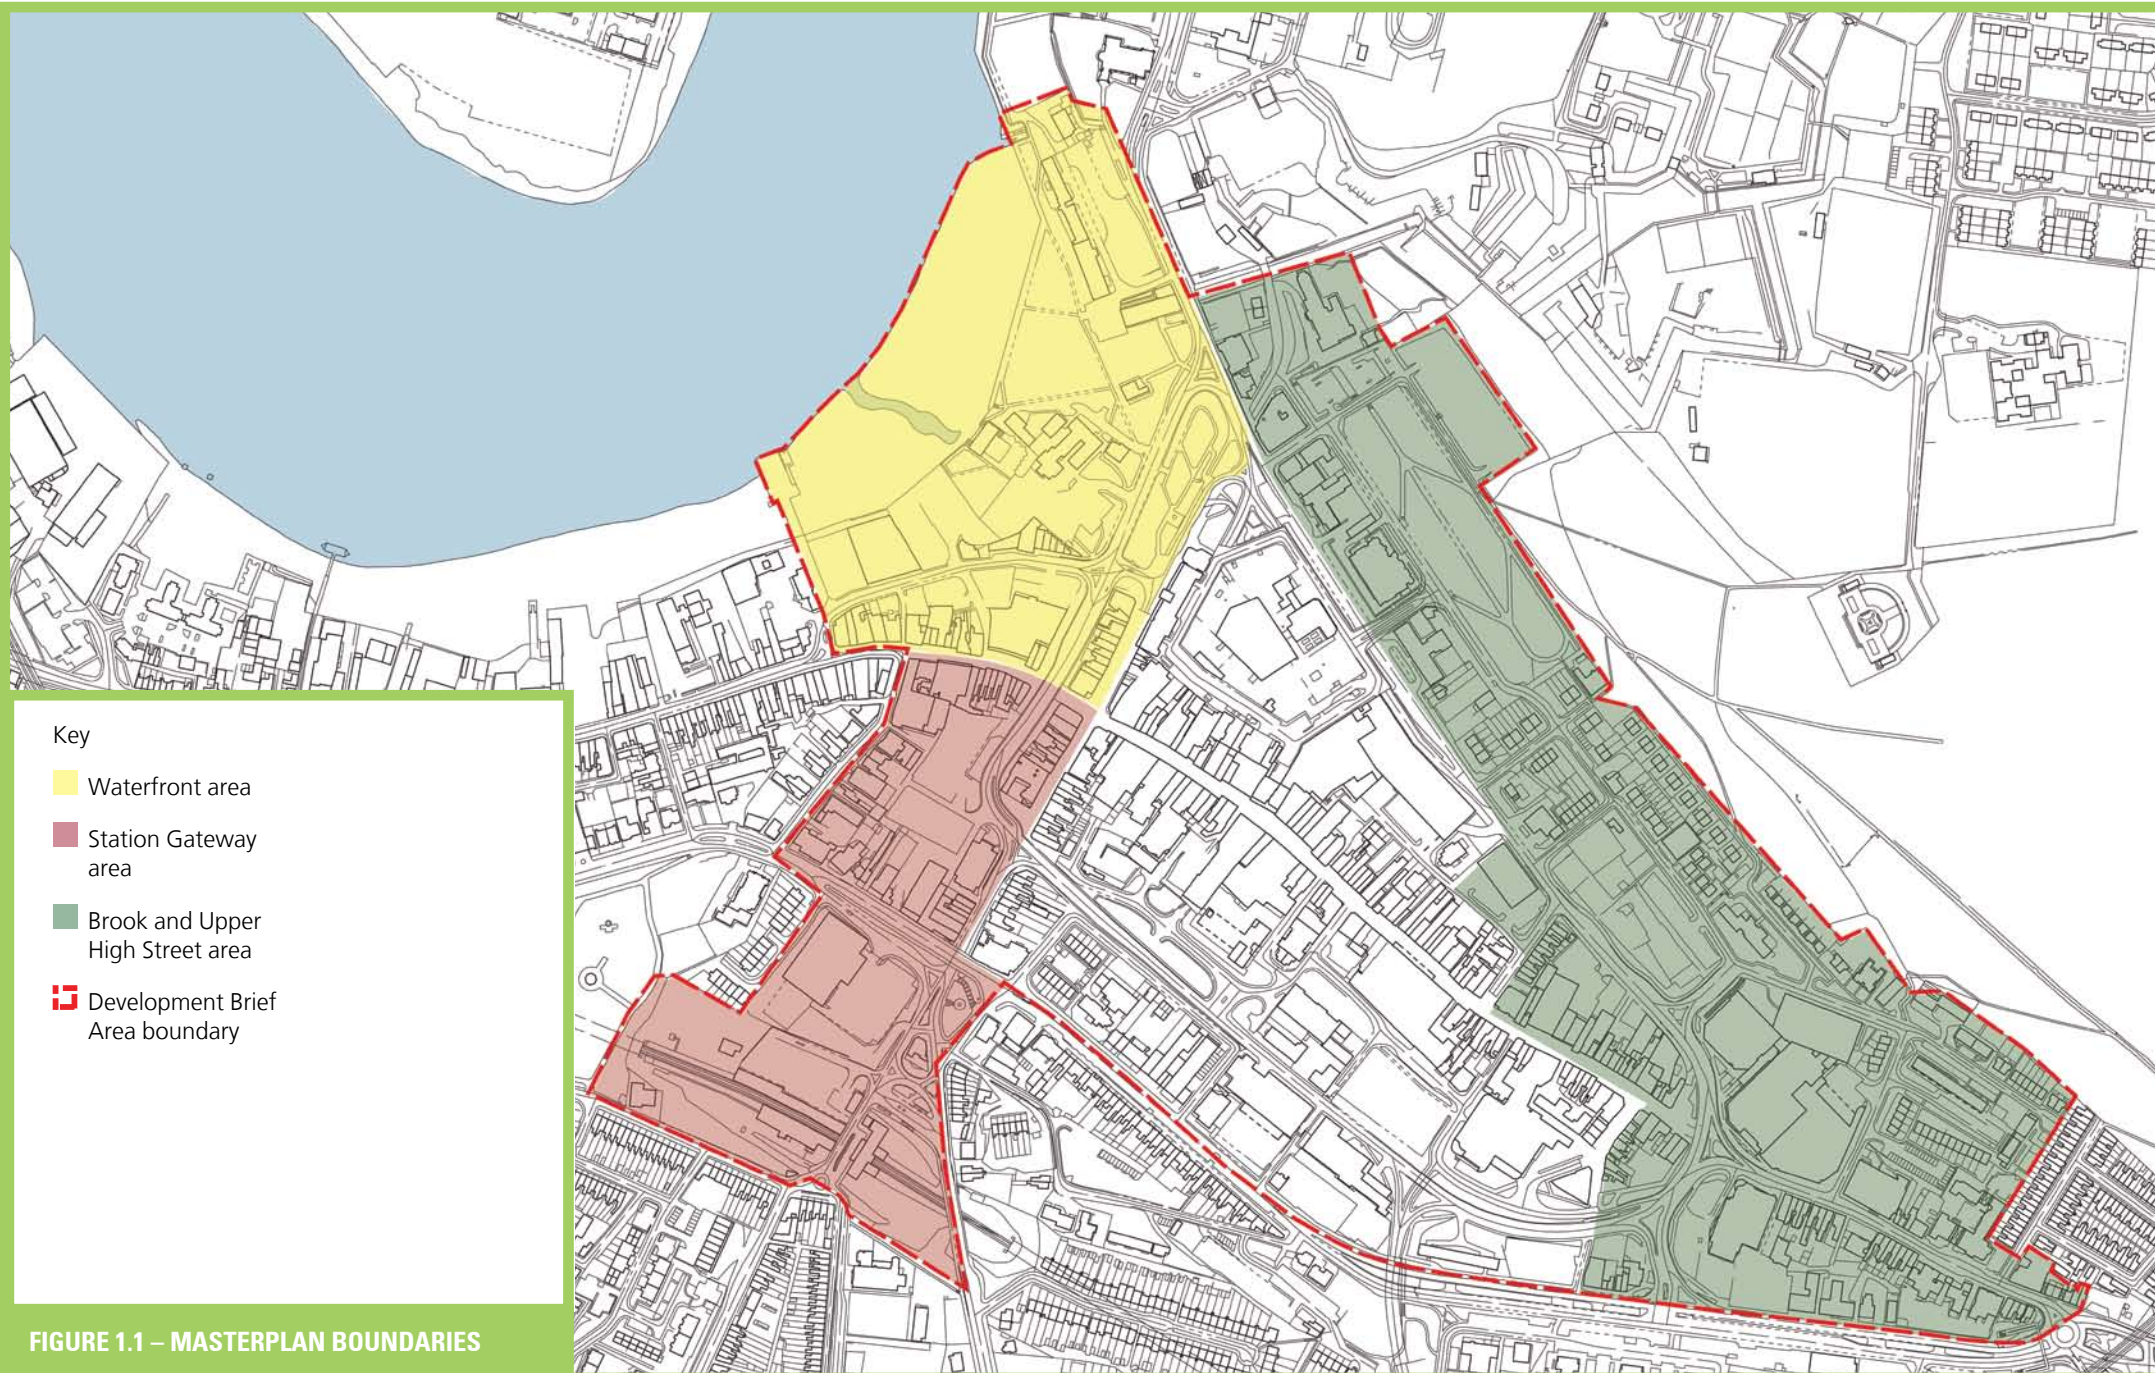 Key
Waterfront area
Station Gateway
area
Brook and Upper
High Street area
Development Brief
Area boundary
FIGURE 1.1 – MASTERPLAN BOUNDARIES